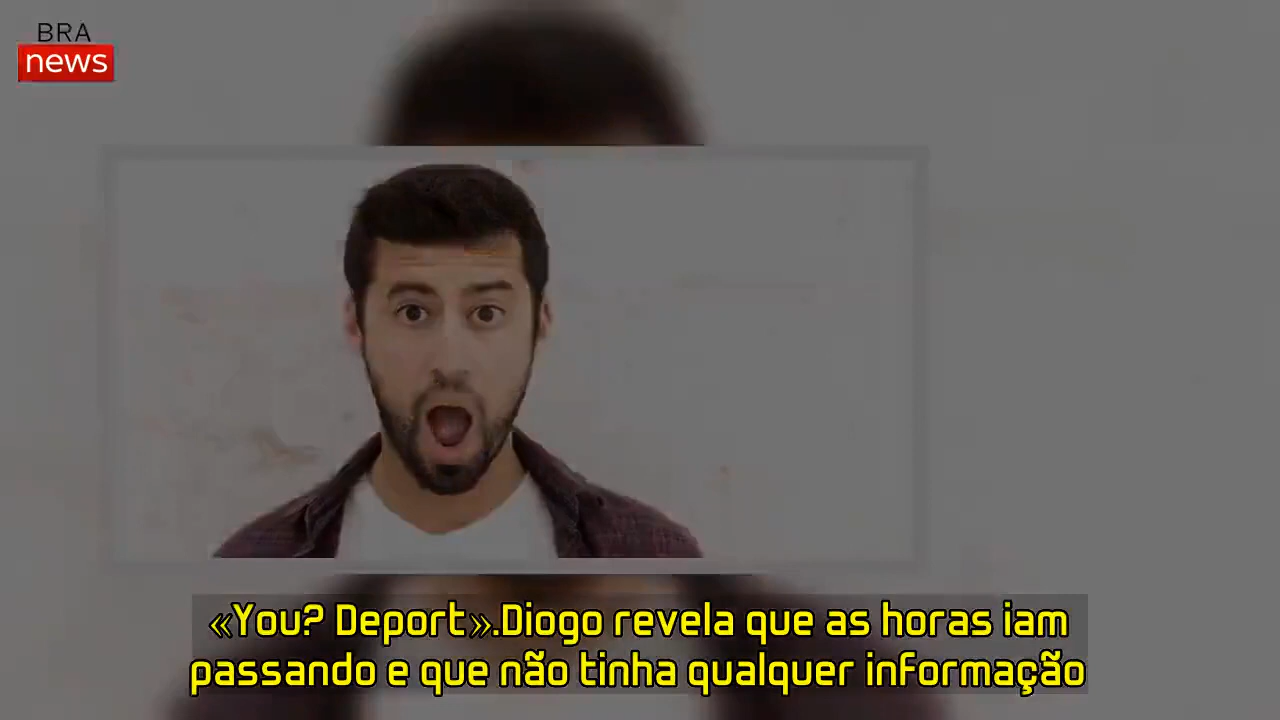 BRA
news
«You? Deport».Diogo revela que as horas iam
passando e que não tinha qualquer informação